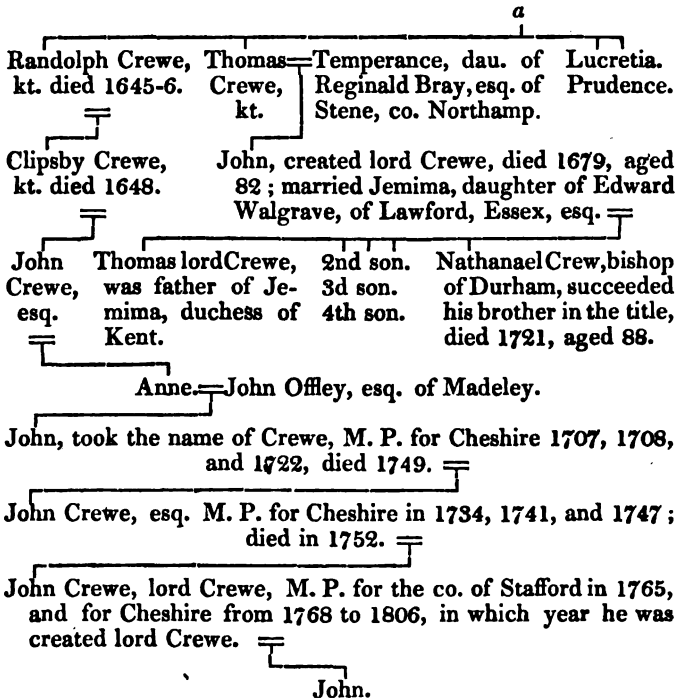 a
Randolph Crewe,
kt. died 1645-6.
Thomas
Crewe,
kt.
Temperance, dau. of
Reginald Bray, esq. of
Stene, co. Northamp.
Lucretia.
Prudence.
Clipsby Crewe,
kt. died 1648.
John, created lord Crewe, died 1679, aged
82; married Jemima, daughter of Edward
Walgrave, of Lawford, Essex, esq.
John
Crewe,
esq.
Thomas lord Crewe,
was father of Je-
mima, duchess of
Kent.
2nd son.
3d son.
4th son.
Nathanael Crew, bishop
of Durham, succeeded
his brother in the title,
died 1721, aged 88.
Anne. John Offley, esq. of Madeley.
John, took the name of Crewe, M. P. for Cheshire 1707, 1708,
and 1722, died 1749.
John Crewe, esq. M. P. for Cheshire in 1734, 1741, and 1747;
died in 1752.
John Crewe, lord Crewe, M. P. for the co. of Stafford in 1765,
and for Cheshire from 1768 to 1806, in which year he was
created lord Crewe.
John.